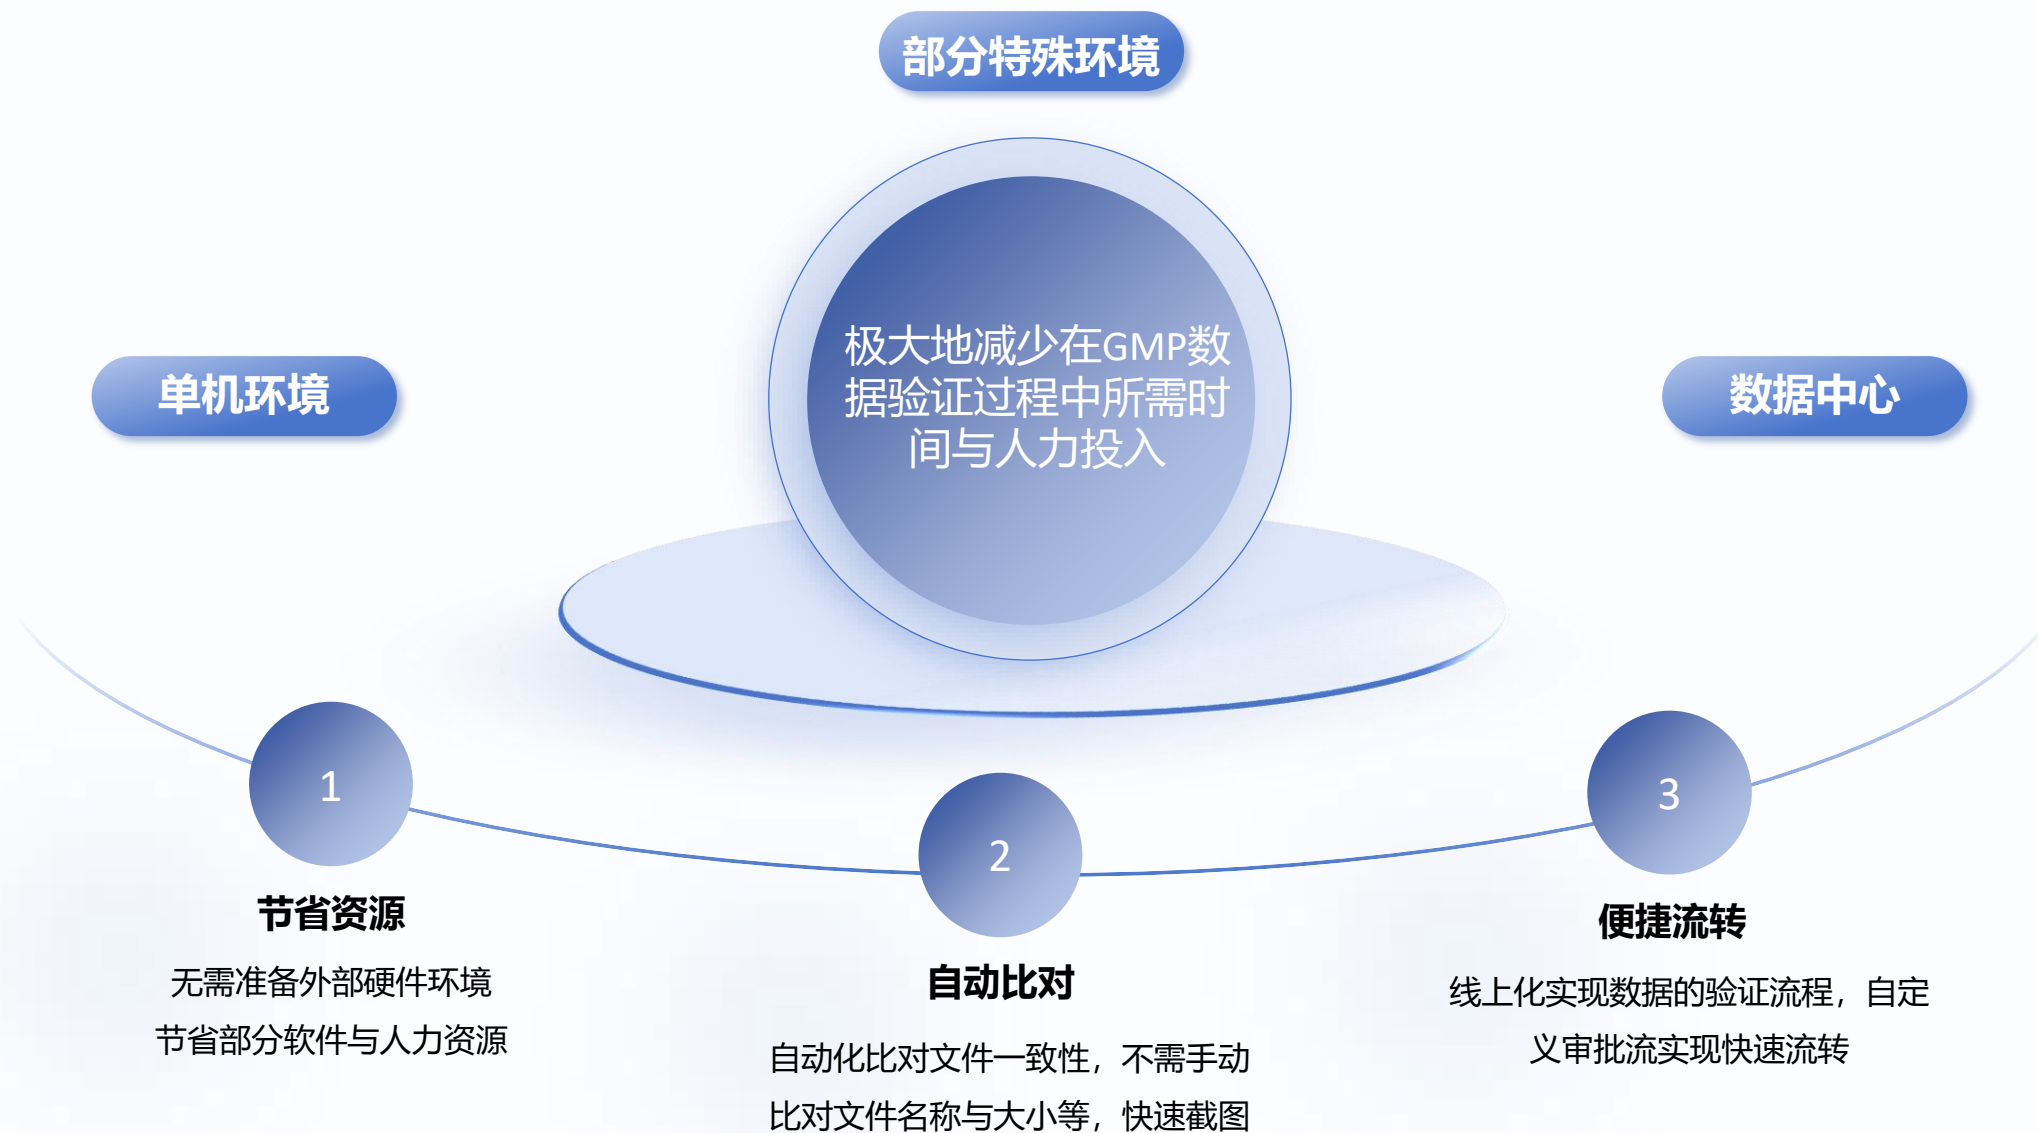 部分特殊环境
极大地减少在GMP数
据验证过程中所需时
间与人力投入
单机环境
数据中心
1
节省资源
无需准备外部硬件环境
节省部分软件与人力资源
2
自动比对
自动化比对文件一致性，不需手动
比对文件名称与大小等，快速截图
3
便捷流转
线上化实现数据的验证流程，自定
义审批流实现快速流转